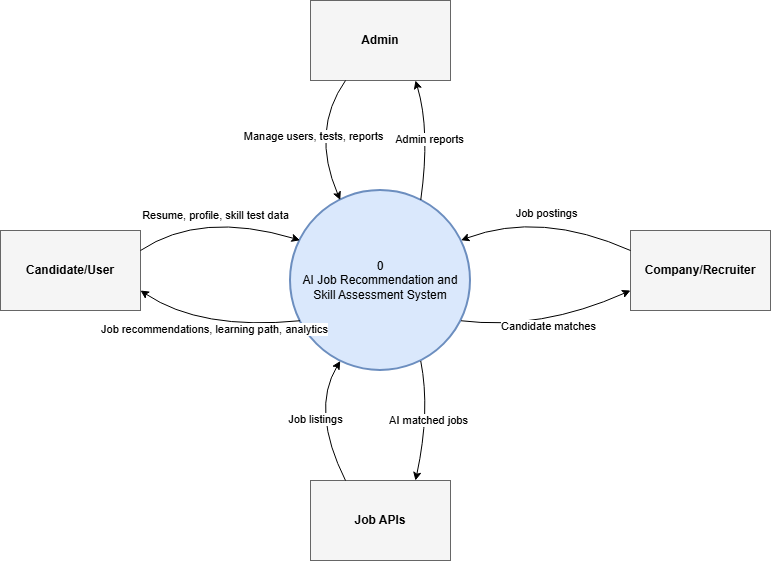 Admin
Manage users, tests, reports
Admin reports
Resume, profile, skill test data
Job postings
Candidate/User
0
AI Job Recommendation and
Skill Assessment System
Company/Recruiter
Job recommendations, learning path, analytics
Candidate matches
Job listings
AI matched jobs
Job APIs